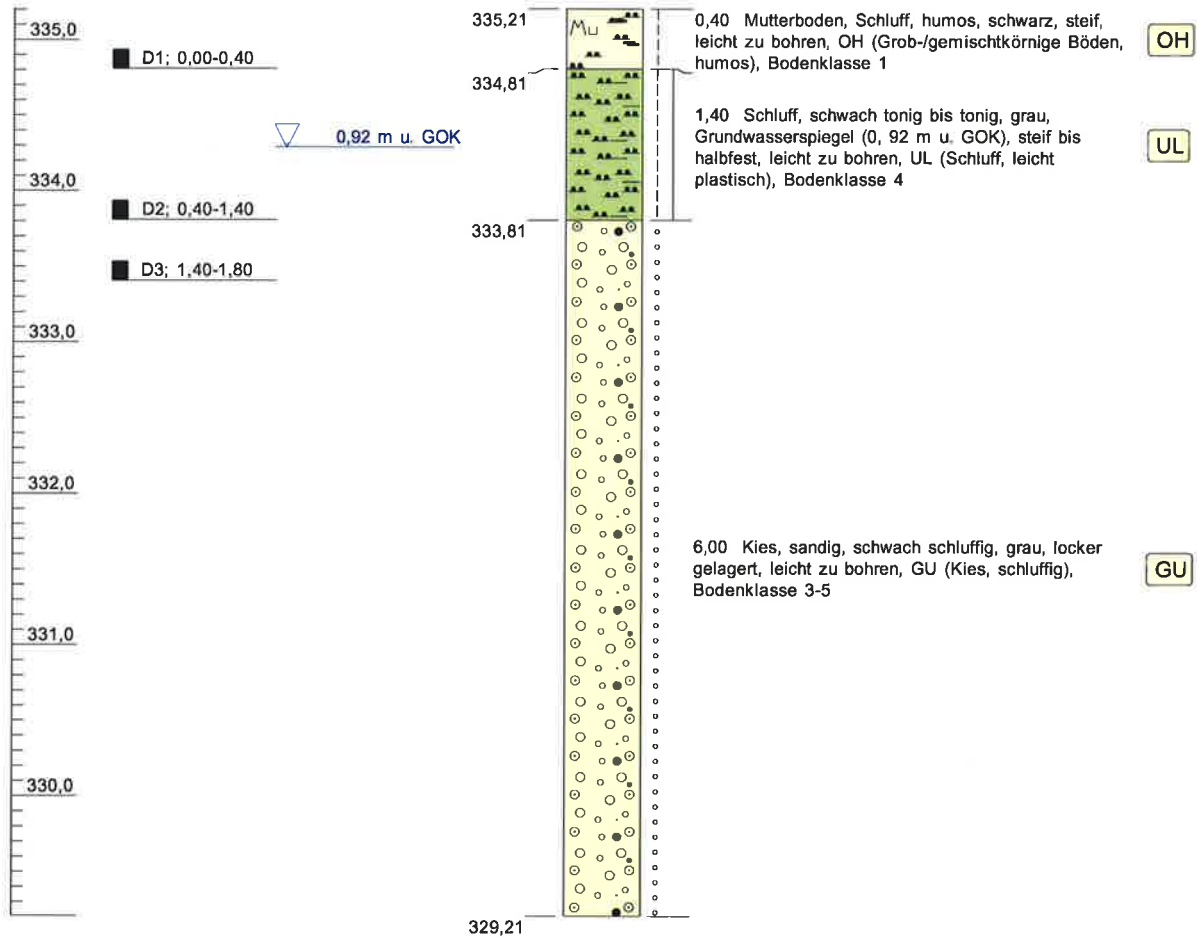 335,0
D1; 0,00-0,40
0,92 m u. GOK
334,0
D2; 0,40-1,40
D3; 1,40-1,80
333,0
332,0
331,0
330,0
335,21
Mu
334,81
333,81
329,21
0,40 Mutterboden, Schluff, humos, schwarz, steif,
leicht zu bohren, OH (Grob-/gemischtkörnige Böden,
humos), Bodenklasse 1
OH
1,40 Schluff, schwach tonig bis tonig, grau,
Grundwasserspiegel (0, 92 m u. GOK), steif bis
halbfest, leicht zu bohren, UL (Schluff, leicht
plastisch), Bodenklasse 4
UL
6,00 Kies, sandig, schwach schluffig, grau, locker
gelagert, leicht zu bohren, GU (Kies, schluffig),
Bodenklasse 3-5
GU